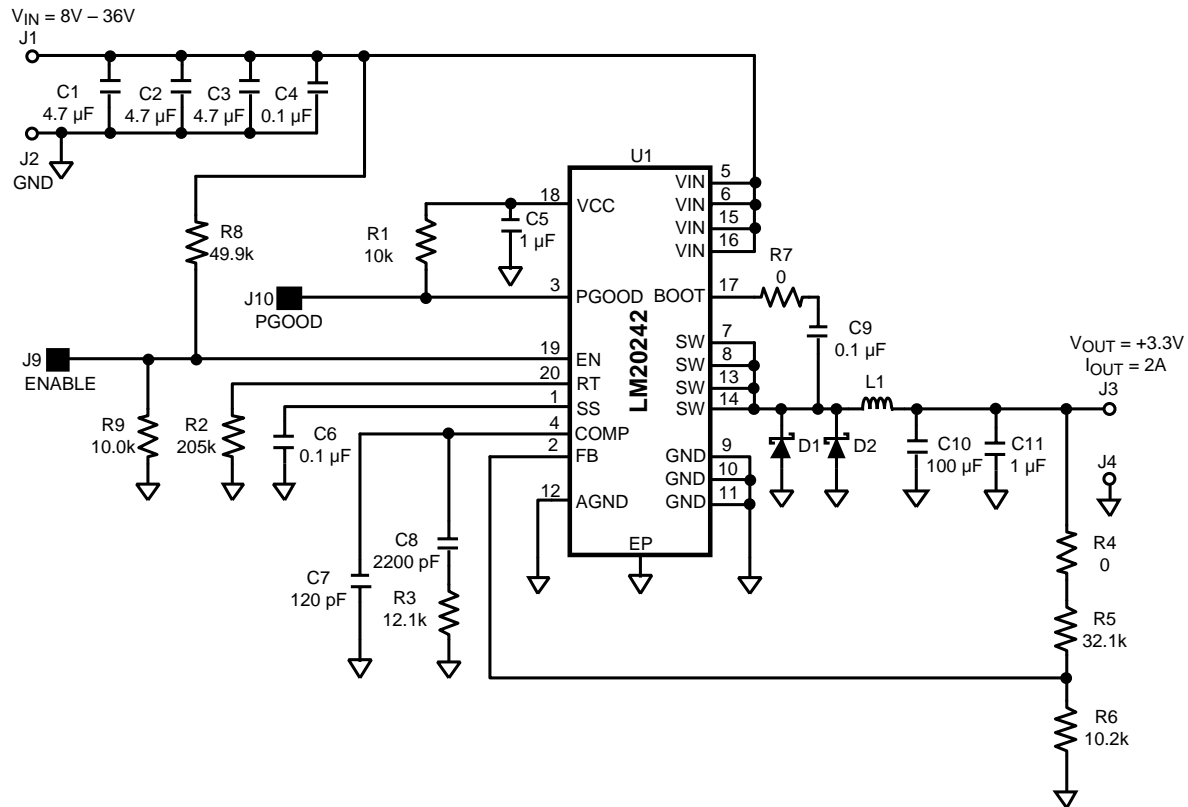 VIN = 8V – 36V
J1
C1
4.7 µF
C2
4.7 µF
C3
4.7 µF
C4
0.1 µF
J2
GND
U1
LM20242
18
VCC
C5
1 µF
R1
10k
R8
49.9k
J10
PGOOD
3
PGOOD
J9
ENABLE
19
EN
20
RT
1
SS
4
COMP
2
FB
12
AGND
EP
R9
10.0k
R2
205k
C6
0.1 µF
C7
120 pF
C8
2200 pF
R3
12.1k
VIN
5
VIN
6
VIN
15
VIN
16
BOOT
17
R7
0
C9
0.1 µF
SW
7
SW
8
SW
13
SW
14
GND
9
GND
10
GND
11
L1
D1
D2
C10
100 µF
C11
1 µF
VOUT = +3.3V
IOUT = 2A
J3
J4
R4
0
R5
32.1k
R6
10.2k